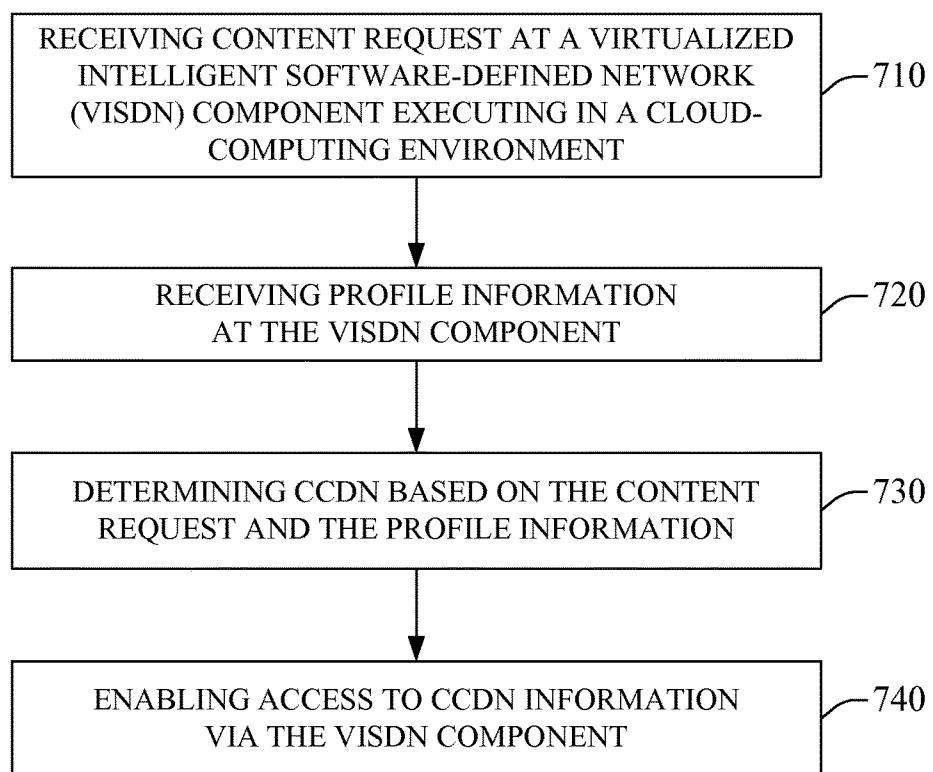 RECEIVING CONTENT REQUEST AT A VIRTUALIZED
INTELLIGENT SOFTWARE-DEFINED NETWORK
(VISDN) COMPONENT EXECUTING IN A CLOUD-
COMPUTING ENVIRONMENT
710
RECEIVING PROFILE INFORMATION
AT THE VISDN COMPONENT
720
DETERMINING CCDN BASED ON THE CONTENT
REQUEST AND THE PROFILE INFORMATION
730
ENABLING ACCESS TO CCDN INFORMATION
VIA THE VISDN COMPONENT
740